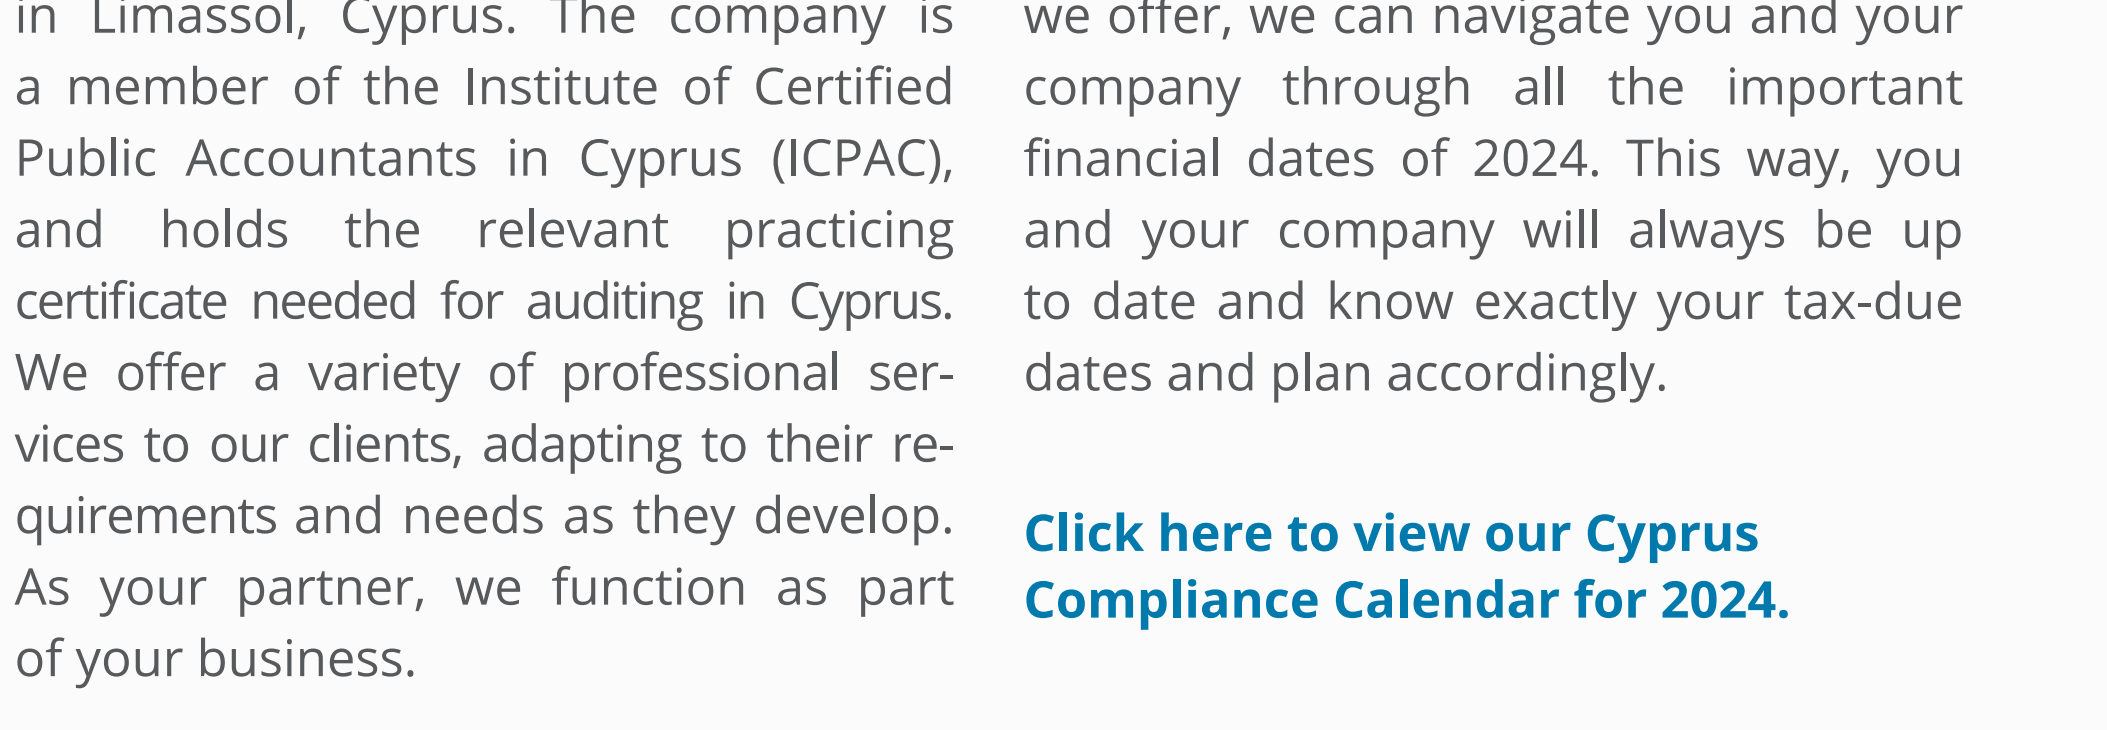 in Limassol, Cyprus. The company is
a member of the Institute of Certified
Public Accountants in Cyprus (ICPAC),
and holds the relevant practicing
certificate needed for auditing in Cyprus.
We offer a variety of professional ser-
vices to our clients, adapting to their re-
quirements and needs as they develop.
As your partner, we function as part
of your business.
we offer, we can navigate you and your
company through all the important
financial dates of 2024. This way, you
and your company will always be up
to date and know exactly your tax-due
dates and plan accordingly.
Click here to view our Cyprus
Compliance Calendar for 2024.